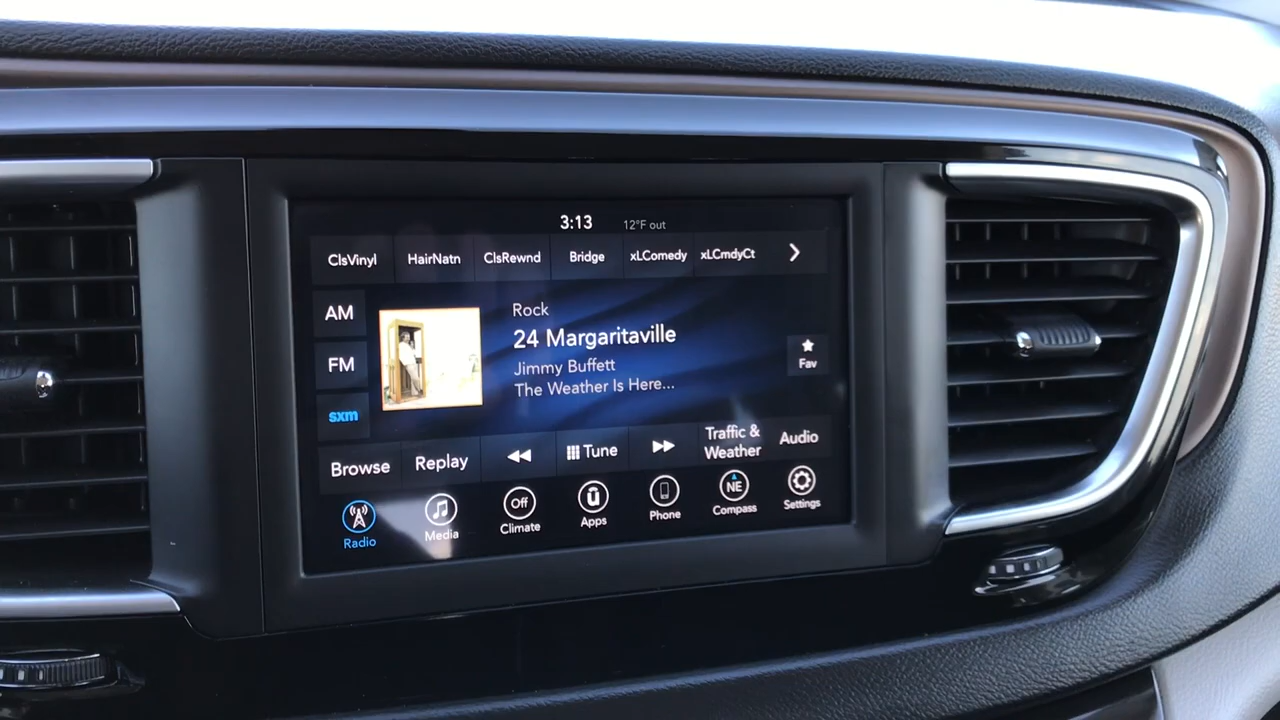 3:13 12°F out
ClsVinyl HairNatn ClsRewnd Bridge xLComedy xLCmdyCt
AM
FM
sxm
Rock
24 Margaritaville
Jimmy Buffett
The Weather Is Here...
Fav
Browse Replay Tune Traffic & Weather Audio
Radio
Media
Off
Climate
Apps
Phone
NE
Compass
Settings